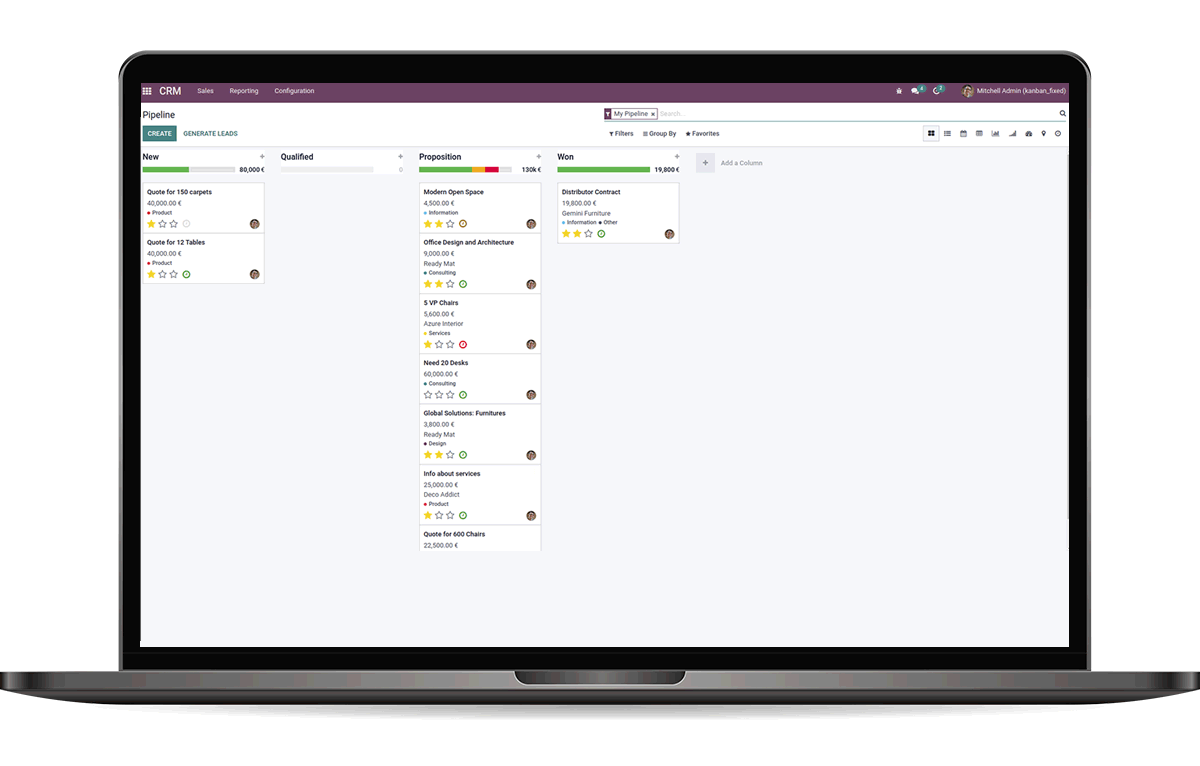 CRM Sales Reporting Configuration 4 2 Mitchell Admin (kanban_fixed)
Pipeline
My Pipeline × Search...
CREATE GENERATE LEADS
Filters Group By Favorites
New +
80,000 €
Quote for 150 carpets
40,000.00 €
Product
Quote for 12 Tables
40,000.00 €
Product
Qualified +
0
Proposition +
130k €
Modern Open Space
4,500.00 €
Information
Office Design and Architecture
9,000.00 €
Ready Mat
Consulting
5 VP Chairs
5,600.00 €
Azure Interior
Services
Need 20 Desks
60,000.00 €
Consulting
Global Solutions: Furnitures
3,800.00 €
Ready Mat
Design
Info about services
25,000.00 €
Deco Addict
Product
Quote for 600 Chairs
22,500.00 €
Won +
19,800 €
Distributor Contract
19,800.00 €
Gemini Furniture
Information Other
+ Add a Column